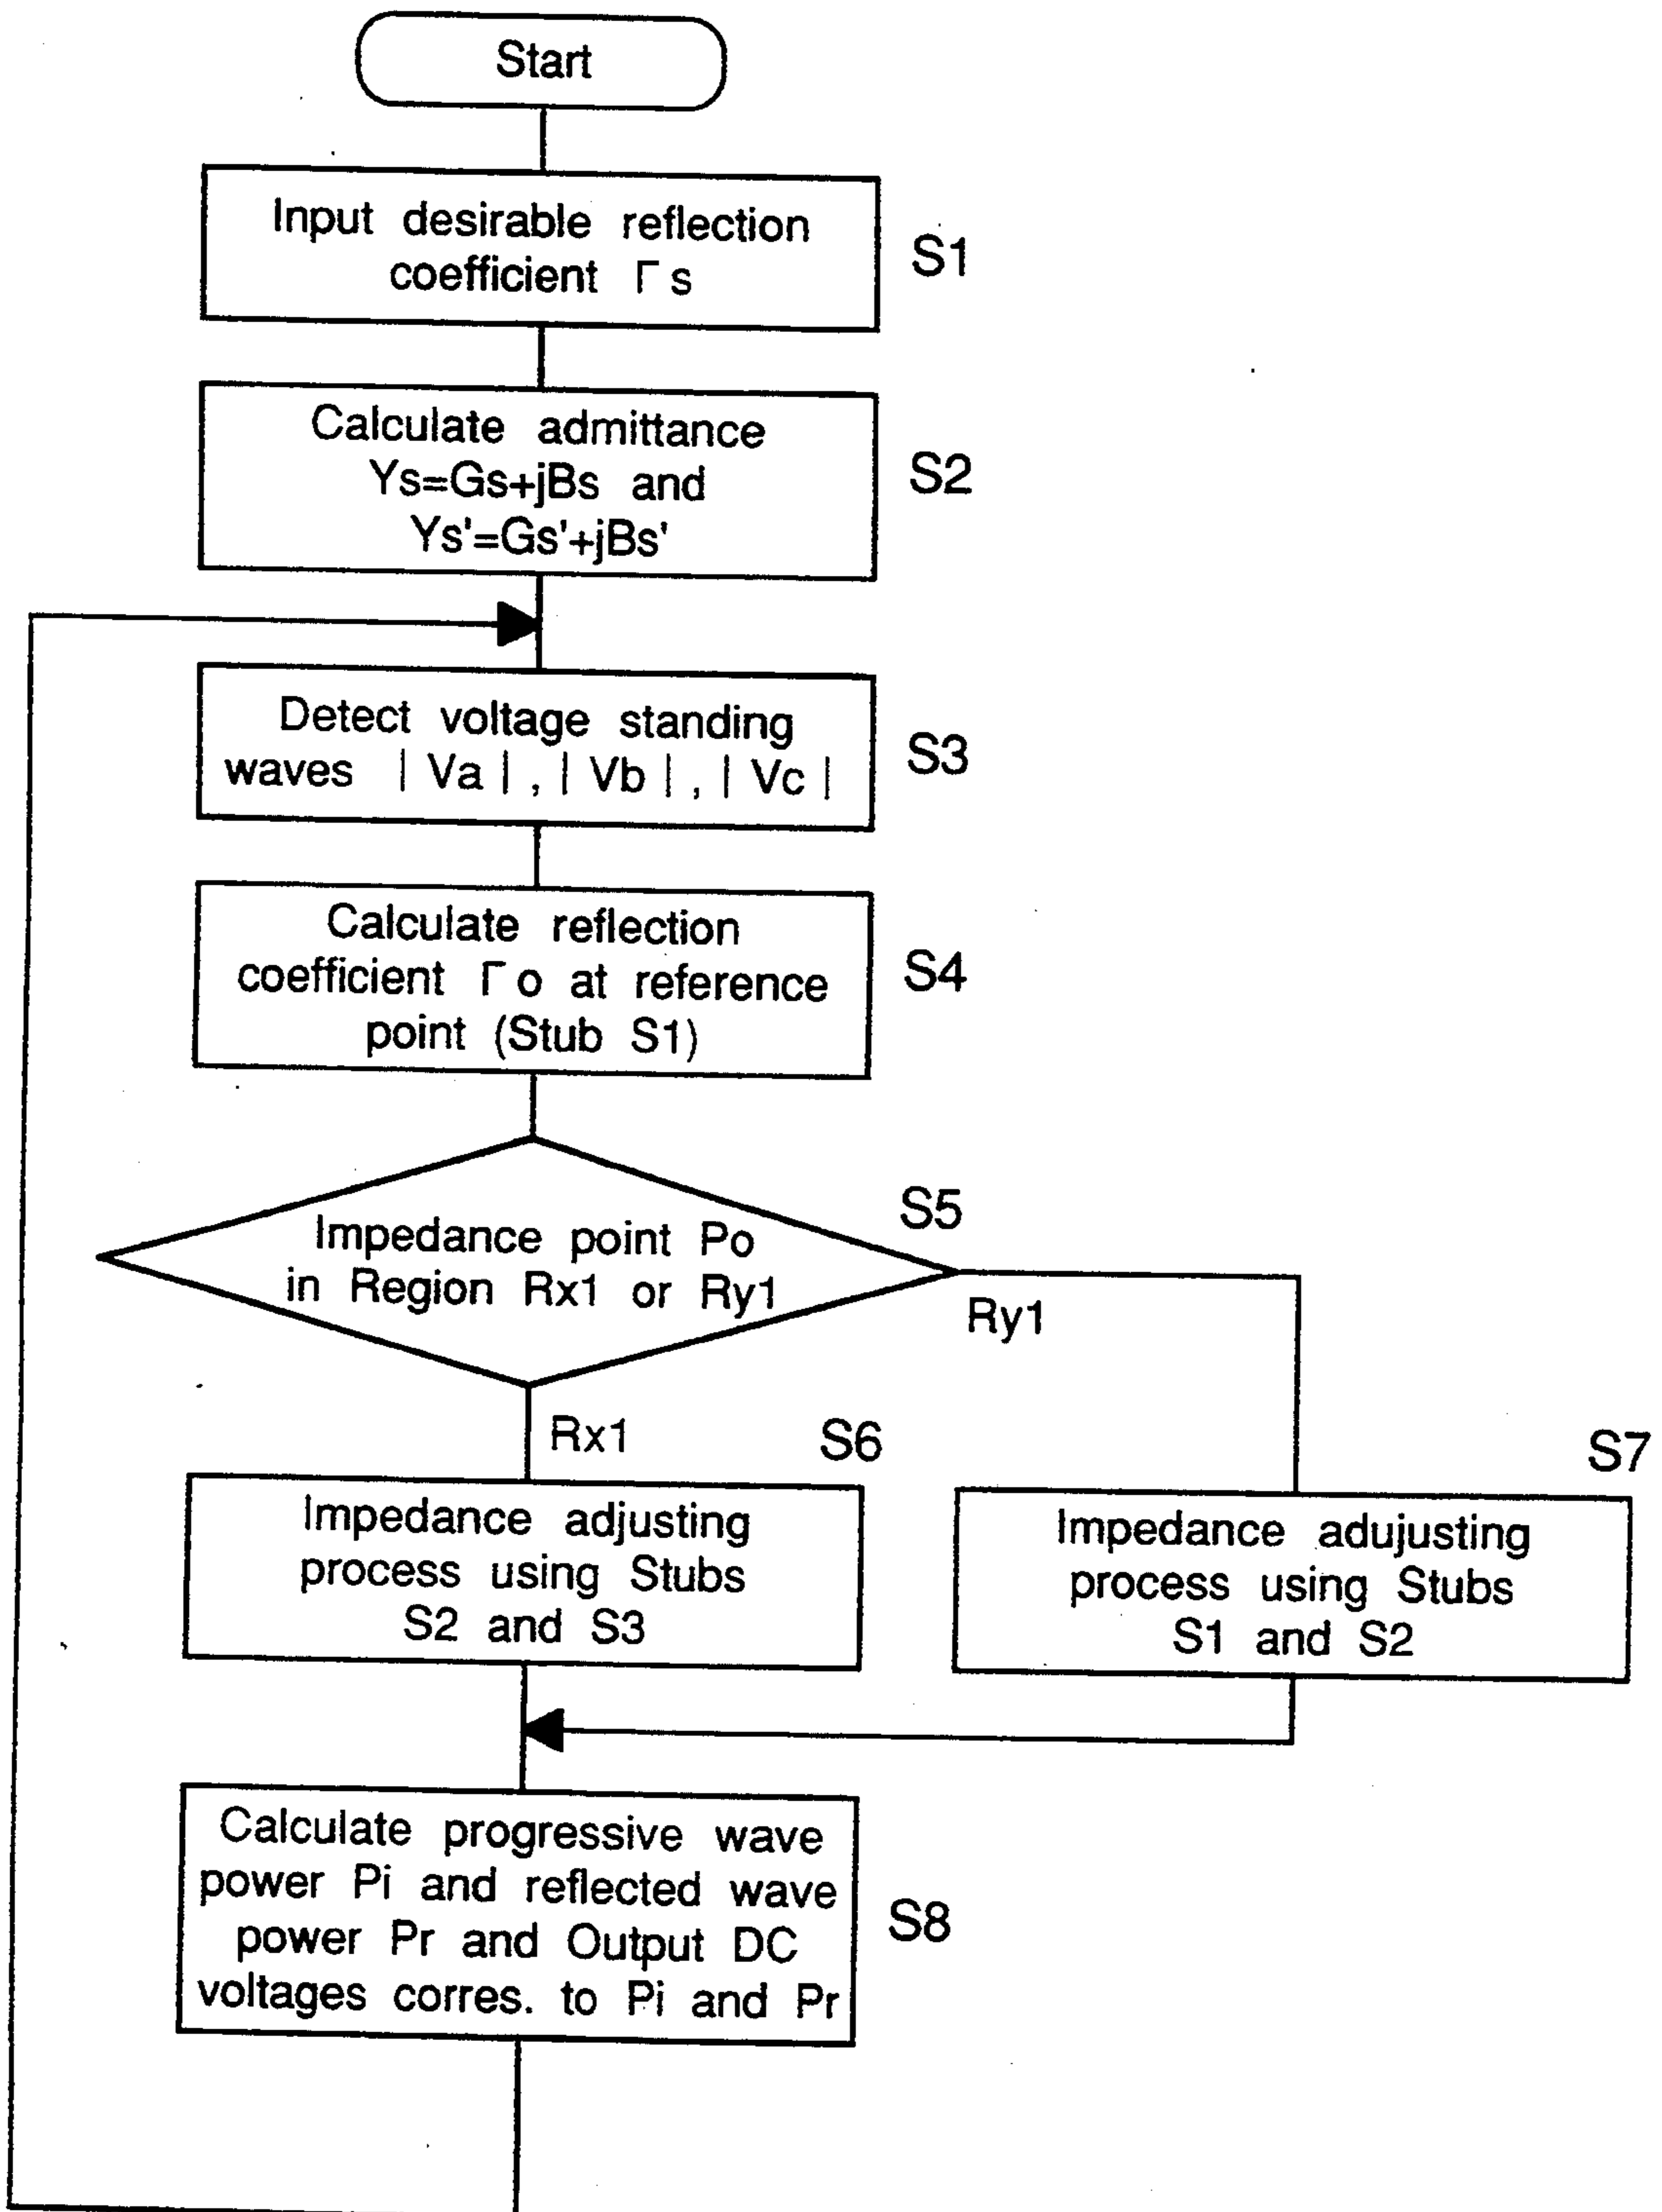 Start
Input desirable reflection
coefficient Γs
S1
Calculate admittance
Ys=Gs+jBs and
Ys'=Gs'+jBs'
S2
Detect voltage standing
waves |Va|,|Vb|,|Vc|
S3
Calculate reflection
coefficient Γo at reference
point (Stub S1)
S4
Impedance point Po
in Region Rx1 or Ry1
S5
Ry1
Rx1
S6
Impedance adjusting
process using Stubs
S2 and S3
S7
Impedance adujusting
process using Stubs
S1 and S2
Calculate progressive wave
power Pi and reflected wave
power Pr and Output DC
voltages corres. to Pi and Pr
S8